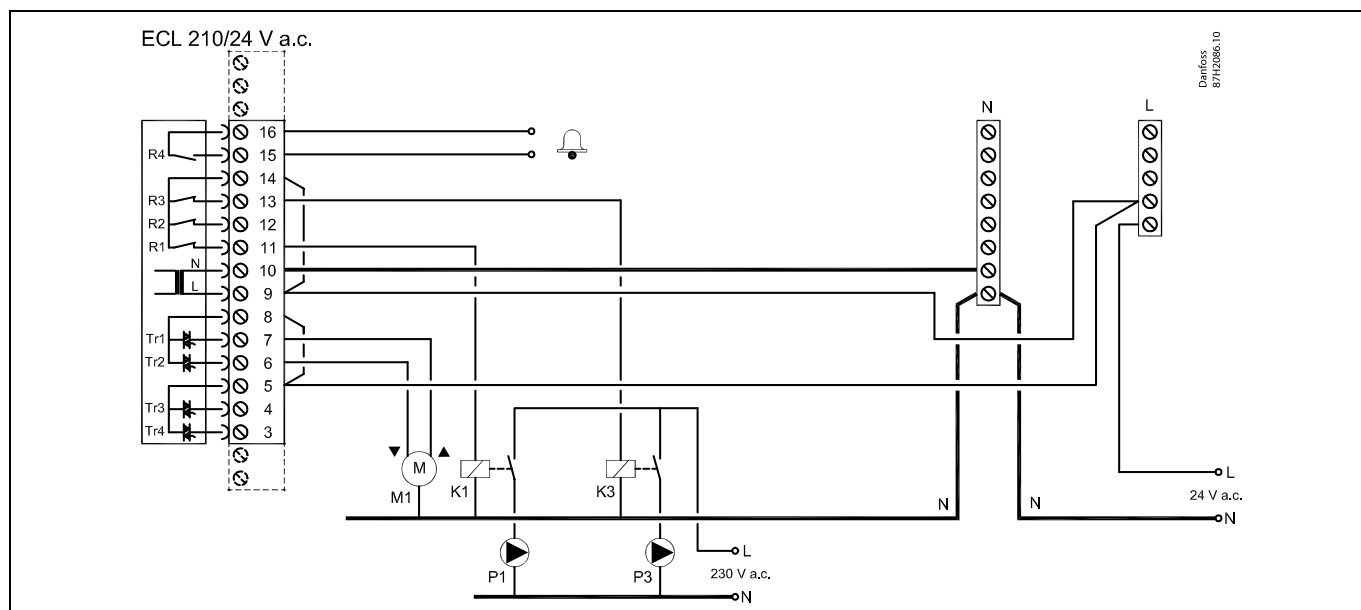 ECL 210/24 V a.c.
Danfoss
87H2086.10
N
L
16
R4
15
14
R3
13
R2
12
R1
11
N
10
L
9
8
Tr1
7
Tr2
6
5
Tr3
4
Tr4
3
M
M1
K1
K3
N
N
L
24 V a.c.
N
P1
P3
L
230 V a.c.
N